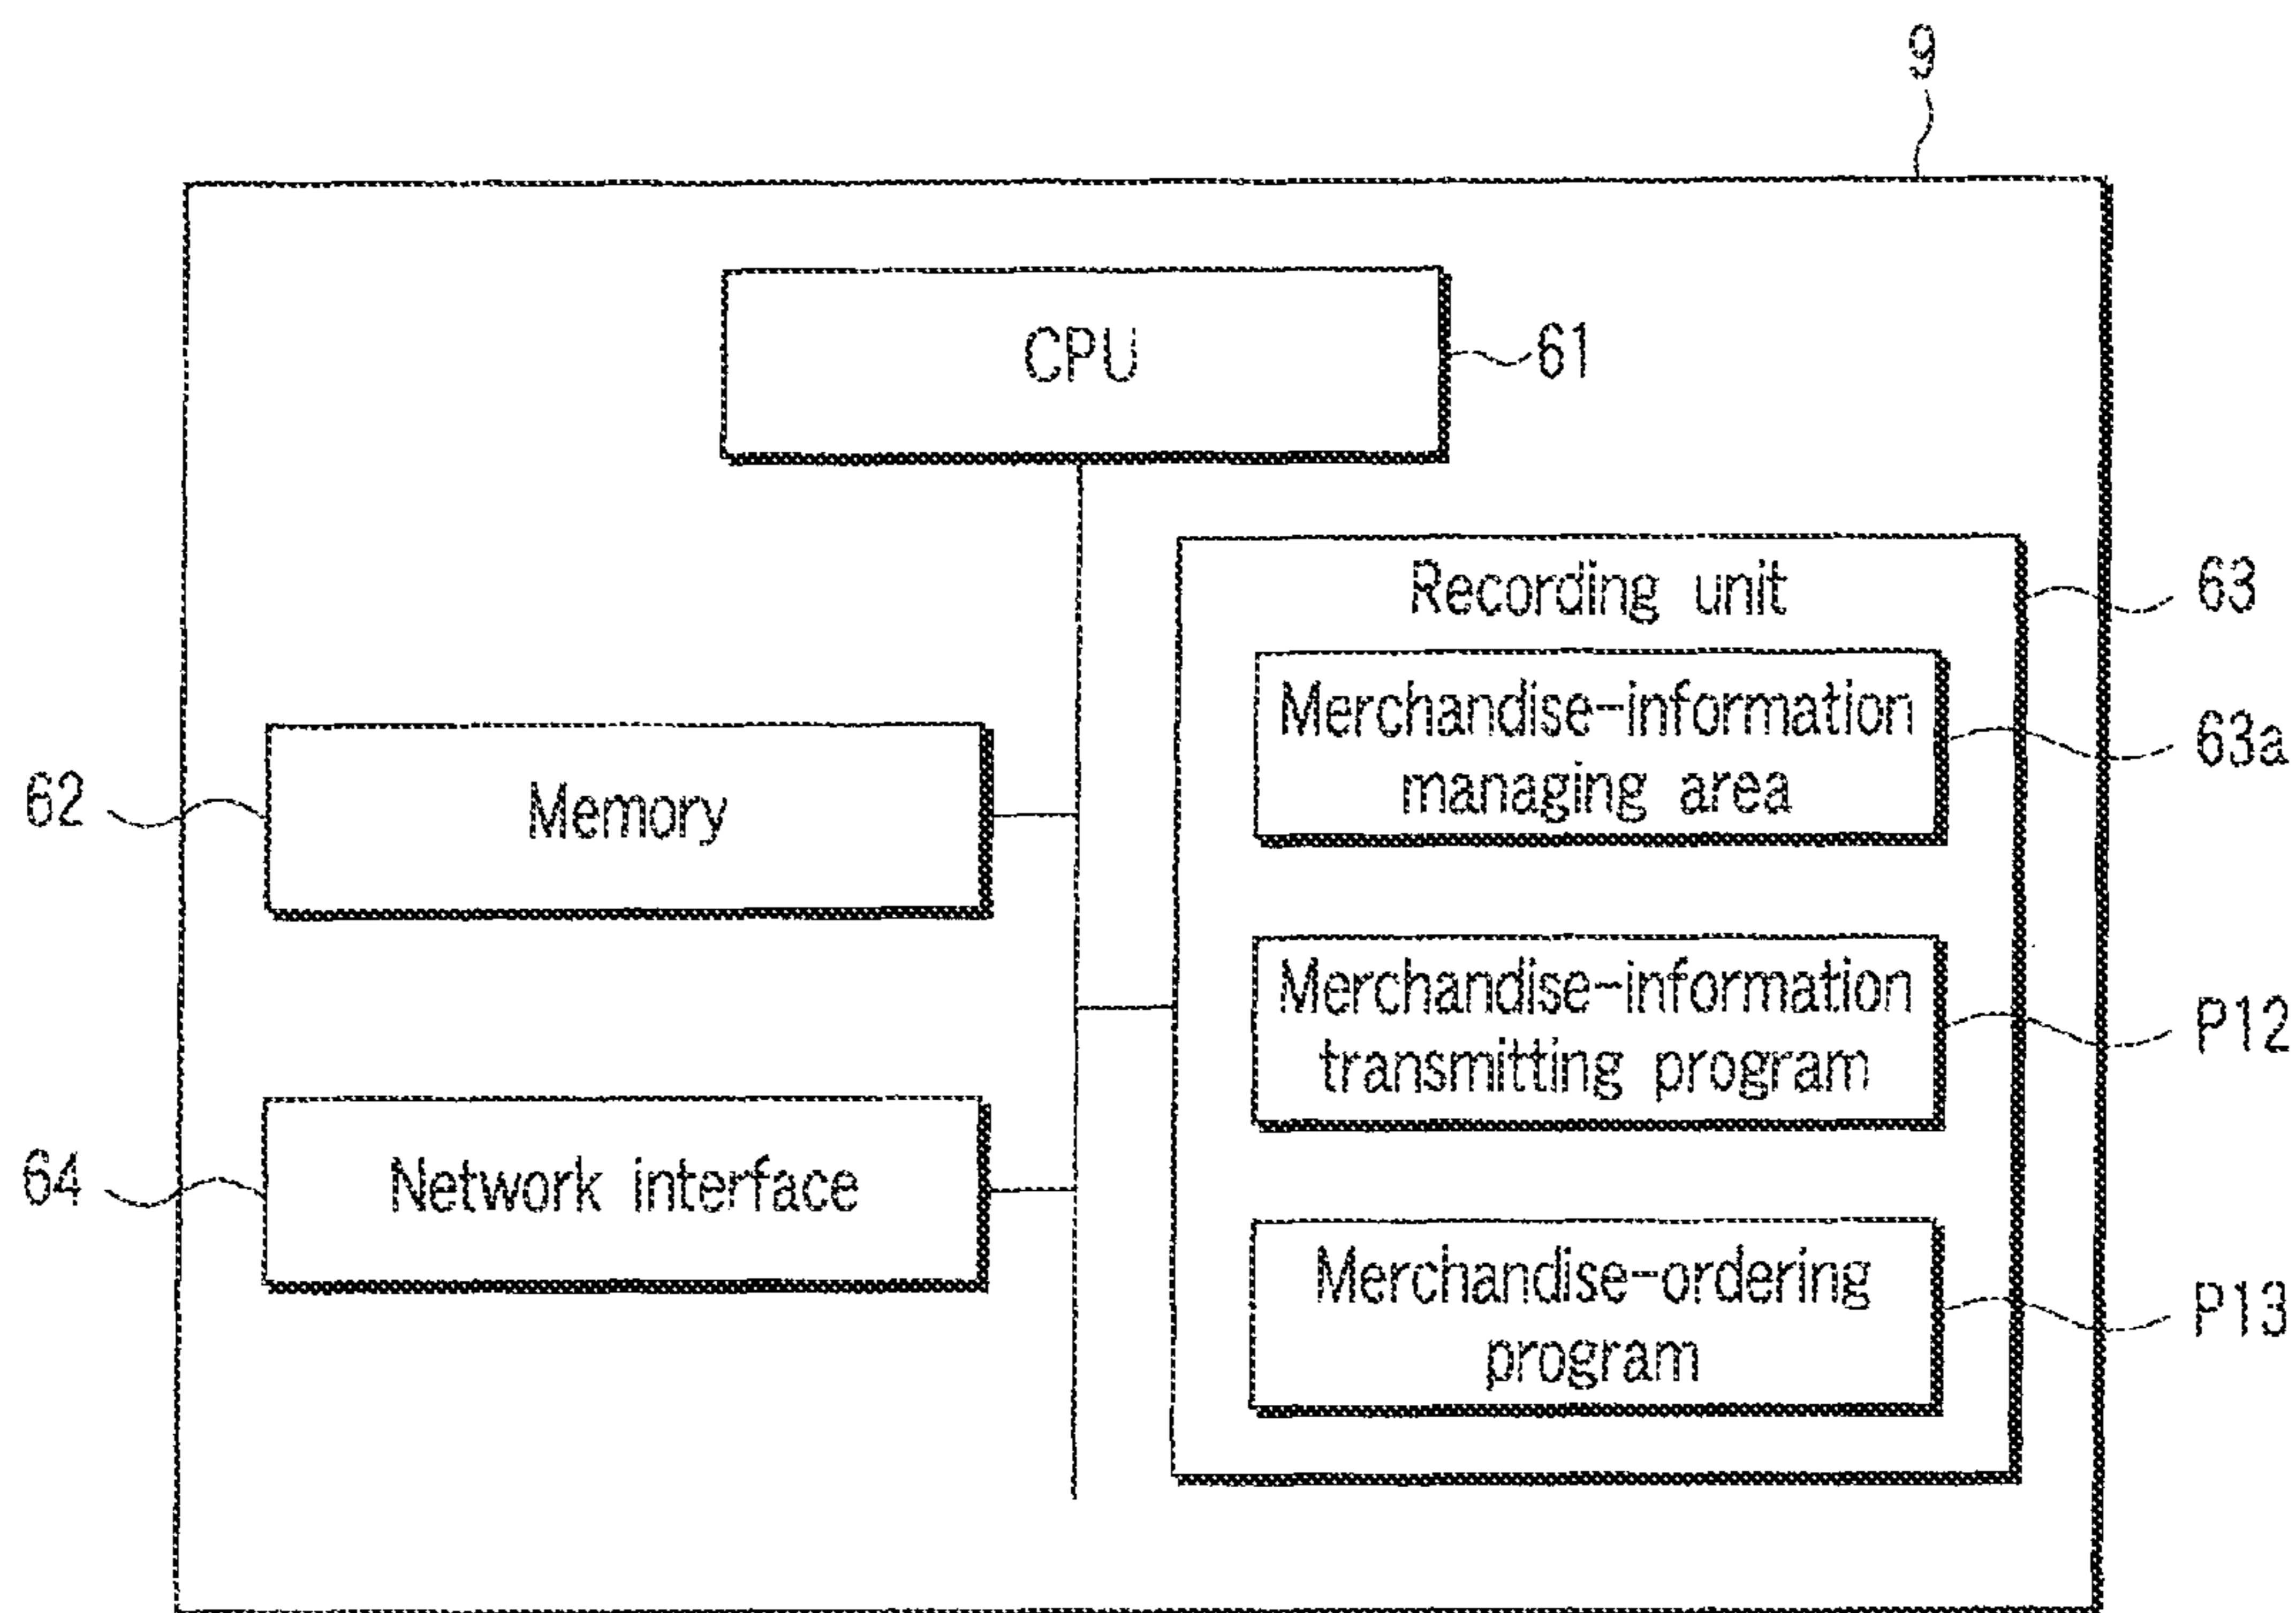 9
CPU
61
Recording unit
63
Merchandise-information
managing area
63a
62
Memory
Merchandise-information
transmitting program
P12
64
Network interface
Merchandise-ordering
program
P13